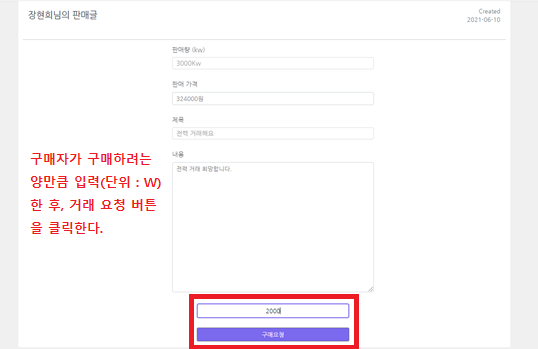 장현희님의 판매글
Created
2021-06-10
판매량 (kw)
3000Kw
판매 가격
324000원
제목
전력 거래해요
내용
전력 거래 희망합니다.
구매자가 구매하려는
양만큼 입력(단위 : W)
한 후, 거래 요청 버튼
을 클릭한다.
2000
구매요청